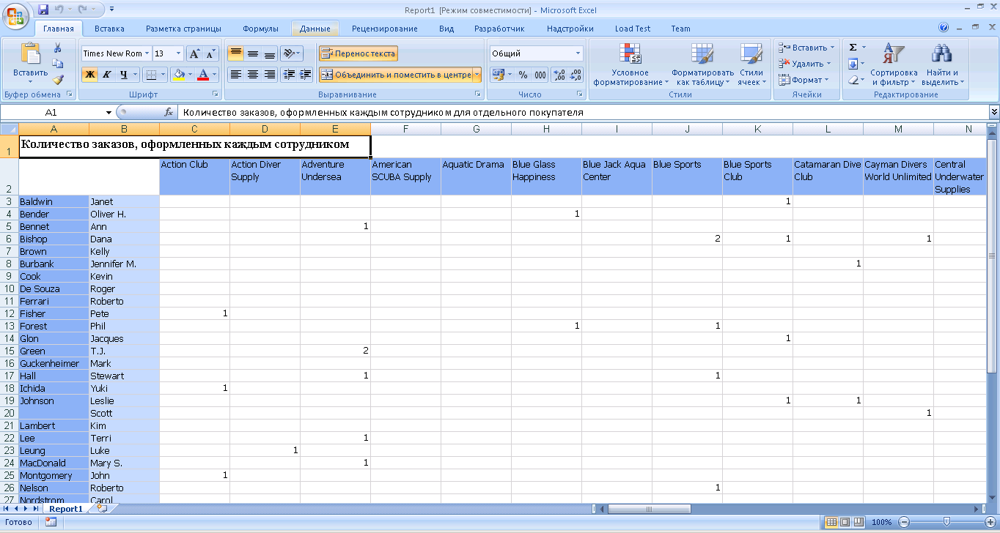 Report1 [Режим совместимости] - Microsoft Excel
Главная Вставка Разметка страницы Формулы Данные Рецензирование Вид Разработчик Надстройки Load Test Team
Вставить
Буфер обмена
Times New Rom 13
Ж К Ч
Шрифт
Перенос текста
Объединить и поместить в центре
Выравнивание
Общий
% 000
Число
Условное форматирование
Форматировать как таблицу
Стили ячеек
Стили
Вставить
Удалить
Формат
Ячейки
Σ
Сортировка и фильтр
Найти и выделить
Редактирование
A1 fx Количество заказов, оформленных каждым сотрудником для отдельного покупателя
A B C D E F G H I J K L M N
1 Количество заказов, оформленных каждым сотрудником
2 Action Club Action Diver Supply Adventure Undersea American SCUBA Supply Aquatic Drama Blue Glass Happiness Blue Jack Aqua Center Blue Sports Blue Sports Club Catamaran Dive Club Cayman Divers World Unlimited Central Underwater Supplies
3 Baldwin Janet 1
4 Bender Oliver H. 1
5 Bennet Ann 1
6 Bishop Dana 2 1 1
7 Brown Kelly
8 Burbank Jennifer M. 1
9 Cook Kevin
10 De Souza Roger
11 Ferrari Roberto
12 Fisher Pete 1
13 Forest Phil 1 1
14 Glon Jacques 1
15 Green T.J. 2
16 Guckenheimer Mark
17 Hall Stewart 1 1
18 Ichida Yuki 1
19 Johnson Leslie 1 1
20 Scott 1
21 Lambert Kim
22 Lee Terri 1
23 Leung Luke 1
24 MacDonald Mary S. 1
25 Montgomery John 1
26 Nelson Roberto 1
27 Nordstrom Carol
Report1
Готово 100%